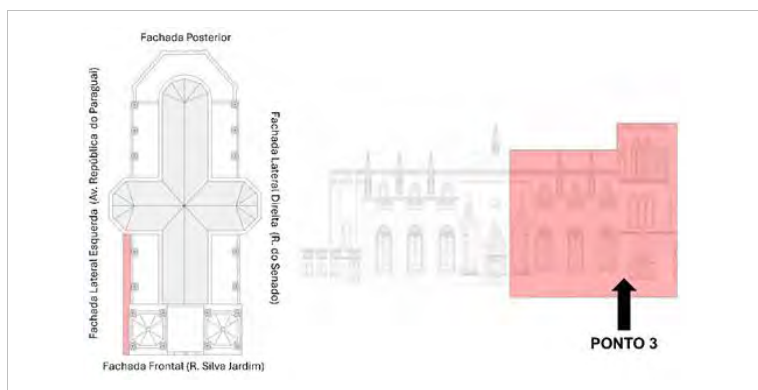 Fachada Posterior
Fachada Lateral Esquerda (Av. República do Paraguai)
Fachada Lateral Direita (R. do Senado)
Fachada Frontal (R. Silva Jardim)
PONTO 3